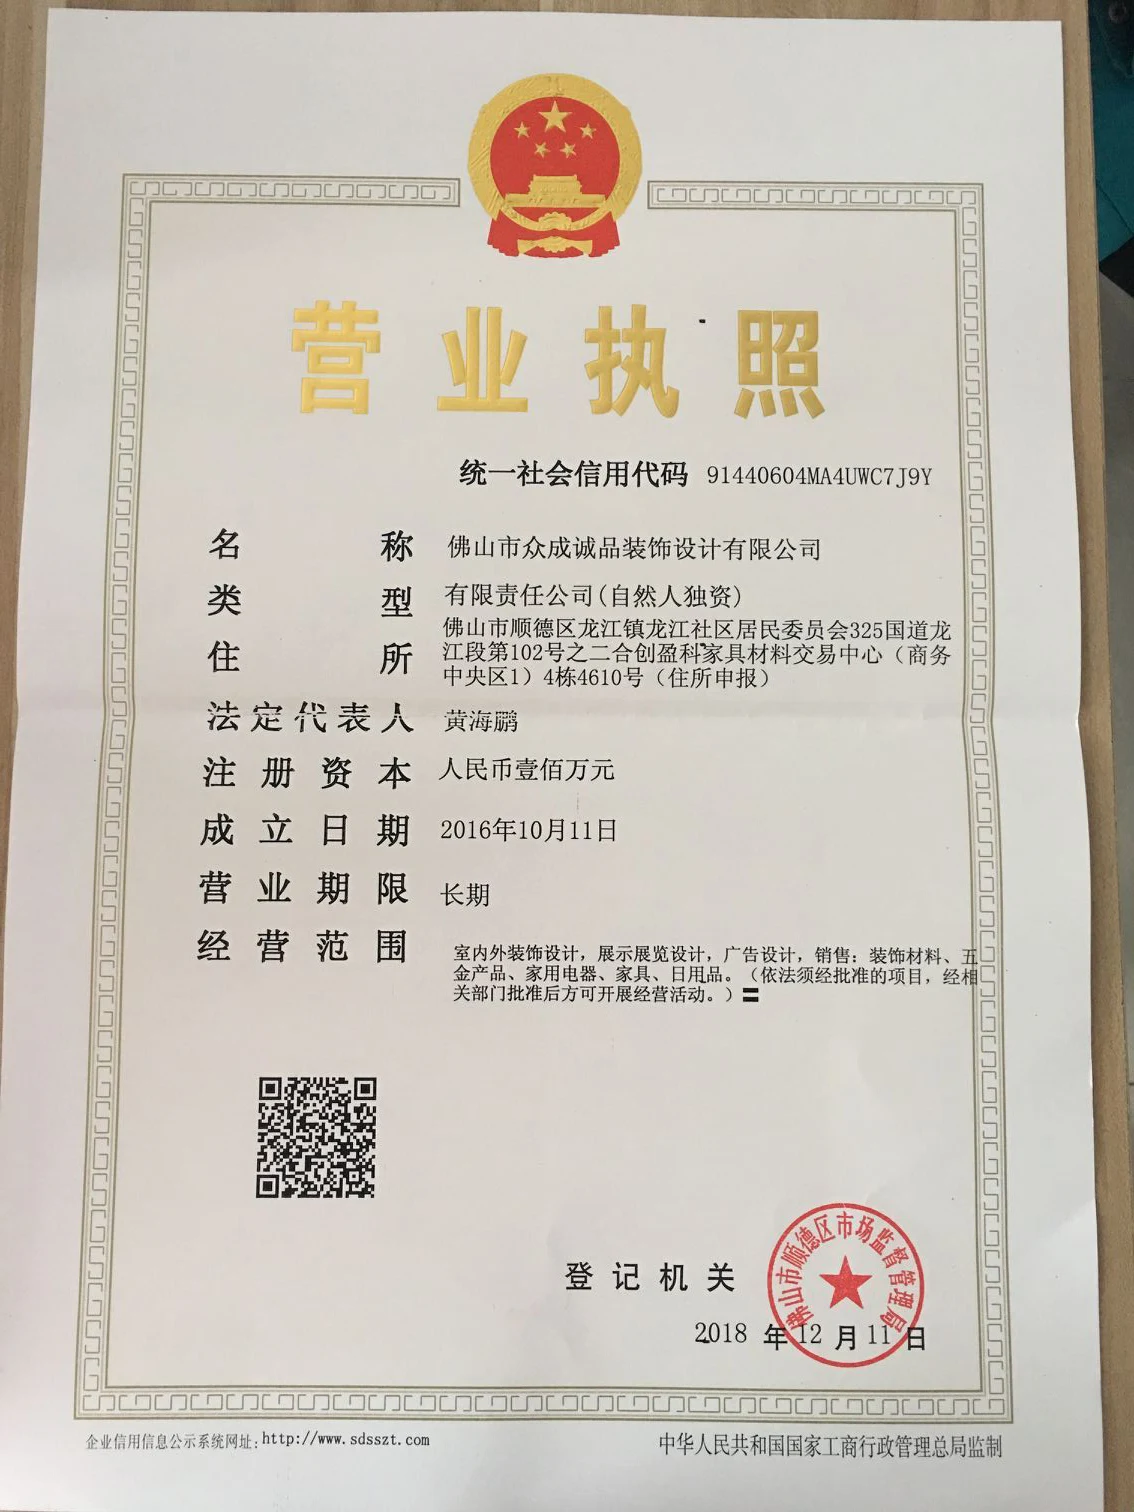 营业执照
统一社会信用代码 91440604MA4UWC7J9Y
名称 佛山市众成诚品装饰设计有限公司
类型 有限责任公司(自然人独资)
住所 佛山市顺德区龙江镇龙江社区居民委员会325国道龙
江段第102号之二合创盈科家具材料交易中心（商务
中央区1）4栋4610号（住所申报）
法定代表人 黄海鹏
注册资本 人民币壹佰万元
成立日期 2016年10月11日
营业期限 长期
经营范围 室内外装饰设计，展示展览设计，广告设计，销售：装饰材料、五
金产品、家用电器、家具、日用品。（依法须经批准的项目，经相
关部门批准后方可开展经营活动。）〓
佛山市顺德区市场监督管理局
登记机关
2018 年 12 月 11 日
企业信用信息公示系统网址：http://www.sdsszt.com
中华人民共和国国家工商行政管理总局监制